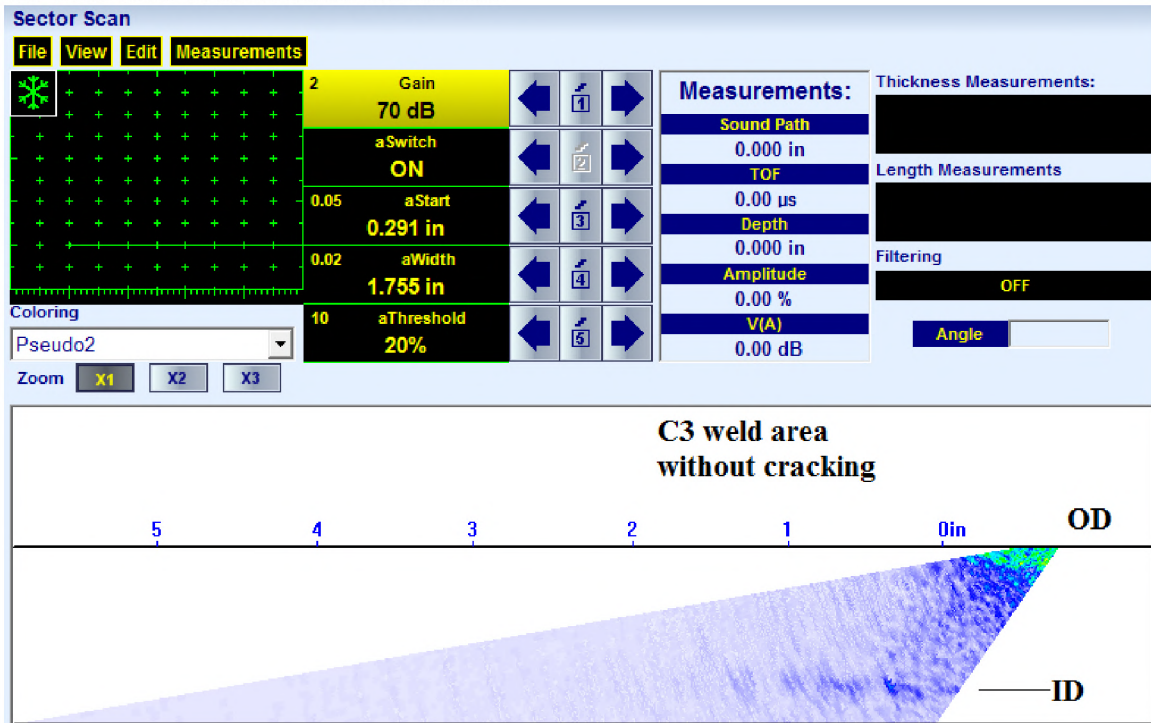 Sector Scan
File View Edit Measurements
2 Gain
70 dB
1
aSwitch
ON
2
0.05 aStart
0.291 in
3
0.02 aWidth
1.755 in
4
10 aThreshold
20%
5
Measurements:
Sound Path
0.000 in
TOF
0.00 µs
Depth
0.000 in
Amplitude
0.00 %
V(A)
0.00 dB
Thickness Measurements:
Length Measurements
Filtering
OFF
Angle
Coloring
Pseudo2
Zoom X1 X2 X3
C3 weld area
without cracking
5 4 3 2 1 0in
OD
ID